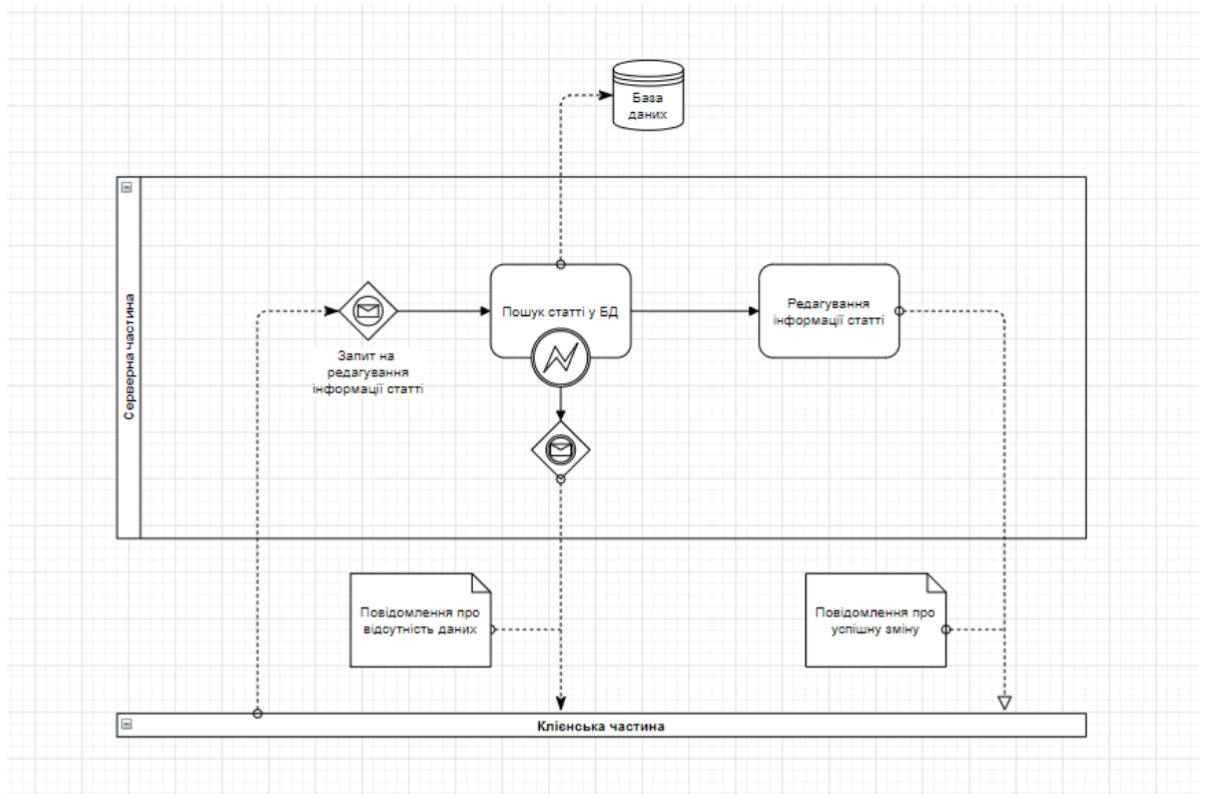 База
даних
Серверна частина
Пошук статті у БД
Редагування
інформації статті
Запит на
редагування
інформації статті
Повідомлення про
відсутність даних
Повідомлення про
успішну зміну
Клієнська частина